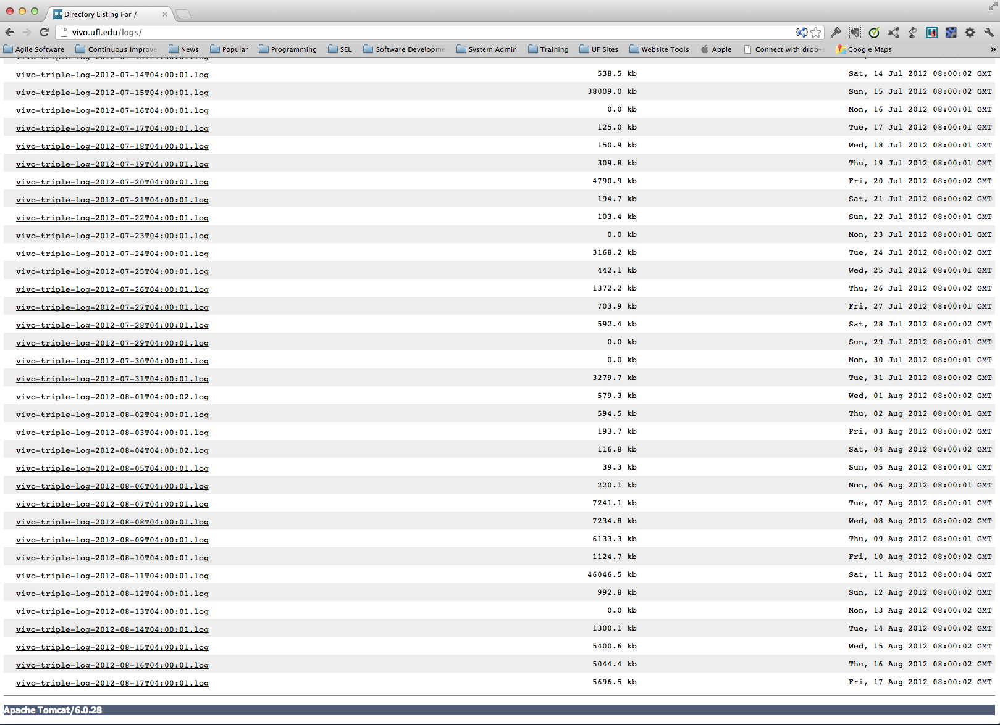 Directory Listing For /
vivo.ufl.edu/logs/
Agile Software Continuous Improve News Popular Programming SEL Software Developme System Admin Training UF Sites Website Tools Apple Connect with drop-s Google Maps »
vivo-triple-log-2012-07-14T04:00:01.log 538.5 kb Sat, 14 Jul 2012 08:00:02 GMT
vivo-triple-log-2012-07-15T04:00:01.log 38009.0 kb Sun, 15 Jul 2012 08:00:02 GMT
vivo-triple-log-2012-07-16T04:00:01.log 0.0 kb Mon, 16 Jul 2012 08:00:01 GMT
vivo-triple-log-2012-07-17T04:00:01.log 125.0 kb Tue, 17 Jul 2012 08:00:01 GMT
vivo-triple-log-2012-07-18T04:00:01.log 150.9 kb Wed, 18 Jul 2012 08:00:01 GMT
vivo-triple-log-2012-07-19T04:00:01.log 309.8 kb Thu, 19 Jul 2012 08:00:01 GMT
vivo-triple-log-2012-07-20T04:00:01.log 4790.9 kb Fri, 20 Jul 2012 08:00:02 GMT
vivo-triple-log-2012-07-21T04:00:01.log 194.7 kb Sat, 21 Jul 2012 08:00:02 GMT
vivo-triple-log-2012-07-22T04:00:01.log 103.4 kb Sun, 22 Jul 2012 08:00:01 GMT
vivo-triple-log-2012-07-23T04:00:01.log 0.0 kb Mon, 23 Jul 2012 08:00:01 GMT
vivo-triple-log-2012-07-24T04:00:01.log 3168.2 kb Tue, 24 Jul 2012 08:00:02 GMT
vivo-triple-log-2012-07-25T04:00:01.log 442.1 kb Wed, 25 Jul 2012 08:00:01 GMT
vivo-triple-log-2012-07-26T04:00:01.log 1372.2 kb Thu, 26 Jul 2012 08:00:02 GMT
vivo-triple-log-2012-07-27T04:00:01.log 703.9 kb Fri, 27 Jul 2012 08:00:01 GMT
vivo-triple-log-2012-07-28T04:00:01.log 592.4 kb Sat, 28 Jul 2012 08:00:02 GMT
vivo-triple-log-2012-07-29T04:00:01.log 0.0 kb Sun, 29 Jul 2012 08:00:01 GMT
vivo-triple-log-2012-07-30T04:00:01.log 0.0 kb Mon, 30 Jul 2012 08:00:01 GMT
vivo-triple-log-2012-07-31T04:00:01.log 3279.7 kb Tue, 31 Jul 2012 08:00:02 GMT
vivo-triple-log-2012-08-01T04:00:02.log 579.3 kb Wed, 01 Aug 2012 08:00:02 GMT
vivo-triple-log-2012-08-02T04:00:01.log 594.5 kb Thu, 02 Aug 2012 08:00:01 GMT
vivo-triple-log-2012-08-03T04:00:01.log 193.7 kb Fri, 03 Aug 2012 08:00:02 GMT
vivo-triple-log-2012-08-04T04:00:02.log 116.8 kb Sat, 04 Aug 2012 08:00:02 GMT
vivo-triple-log-2012-08-05T04:00:01.log 39.3 kb Sun, 05 Aug 2012 08:00:01 GMT
vivo-triple-log-2012-08-06T04:00:01.log 220.1 kb Mon, 06 Aug 2012 08:00:01 GMT
vivo-triple-log-2012-08-07T04:00:01.log 7241.1 kb Tue, 07 Aug 2012 08:00:01 GMT
vivo-triple-log-2012-08-08T04:00:01.log 7234.8 kb Wed, 08 Aug 2012 08:00:02 GMT
vivo-triple-log-2012-08-09T04:00:01.log 6133.3 kb Thu, 09 Aug 2012 08:00:01 GMT
vivo-triple-log-2012-08-10T04:00:01.log 1124.7 kb Fri, 10 Aug 2012 08:00:02 GMT
vivo-triple-log-2012-08-11T04:00:01.log 46046.5 kb Sat, 11 Aug 2012 08:00:04 GMT
vivo-triple-log-2012-08-12T04:00:01.log 992.8 kb Sun, 12 Aug 2012 08:00:02 GMT
vivo-triple-log-2012-08-13T04:00:01.log 0.0 kb Mon, 13 Aug 2012 08:00:02 GMT
vivo-triple-log-2012-08-14T04:00:01.log 1300.1 kb Tue, 14 Aug 2012 08:00:02 GMT
vivo-triple-log-2012-08-15T04:00:01.log 5400.6 kb Wed, 15 Aug 2012 08:00:02 GMT
vivo-triple-log-2012-08-16T04:00:01.log 5044.4 kb Thu, 16 Aug 2012 08:00:02 GMT
vivo-triple-log-2012-08-17T04:00:01.log 5696.5 kb Fri, 17 Aug 2012 08:00:02 GMT
Apache Tomcat/6.0.28